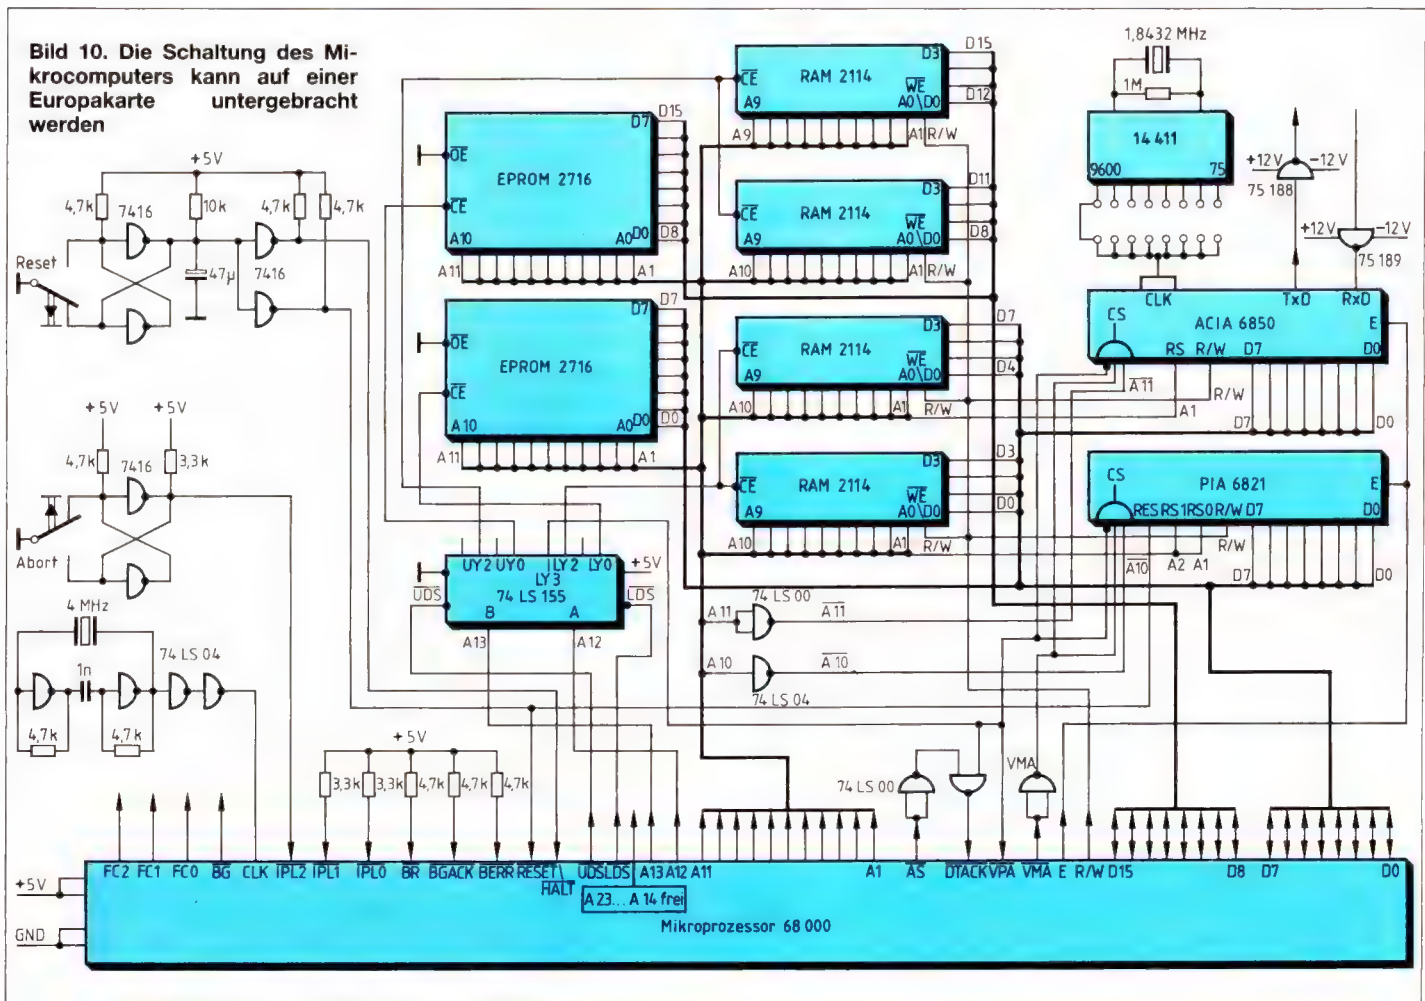 Bild 10. Die Schaltung des Mi-
krocomputers kann auf einer
Europakarte untergebracht
werden
+5V
4,7k
7416
10k
4,7k
4,7k
Reset
47µ
7416
+5V
+5V
4,7k
7416
3,3k
Abort
4 MHz
1n
74 LS 04
4,7k
4,7k
D7
D15
OE
EPROM 2716
CE
A10
A0
D0
D8
A11
A1
D7
D7
OE
EPROM 2716
CE
A10
A0
D0
D0
A11
A1
UY2
UY0
LY2
LY0
LY3
+5V
UDS
74 LS 155
LDS
B
A
A13
A12
D3
D15
CE
RAM 2114
WE
D12
A9
A0\D0
A9
A1
R/W
D3
D11
CE
RAM 2114
WE
A9
A0\D0
D8
A10
A1
R/W
D3
D7
CE
RAM 2114
WE
D4
A9
A0\D0
A10
A1
R/W
D3
D3
CE
RAM 2114
WE
A9
A0\D0
D0
A10
A1
R/W
74 LS 00
A11
A11
A10
A10
74 LS 04
1,8432 MHz
1M
14 411
9600
75
+12V
-12V
75 188
+12V
-12V
75 189
CLK
TxD
RxD
CS
ACIA 6850
E
RS
R/W
D7
D0
A11
A1
R/W
D7
D0
CS
PIA 6821
E
RES
RS1
RS0
R/W
D7
D0
A10
A2
A1
R/W
D7
D0
+5V
3,3k
3,3k
4,7k
4,7k
4,7k
74 LS 00
VMA
FC2
FC1
FC0
BG
CLK
IPL2
IPL1
IPL0
BR
BGACK
BERR
RESET\
HALT
UDS
LDS
A13
A12
A11
A1
AS
DTACK
VPA
VMA
E
R/W
D15
D8
D7
D0
A 23... A 14 frei
+5V
GND
Mikroprozessor 68 000